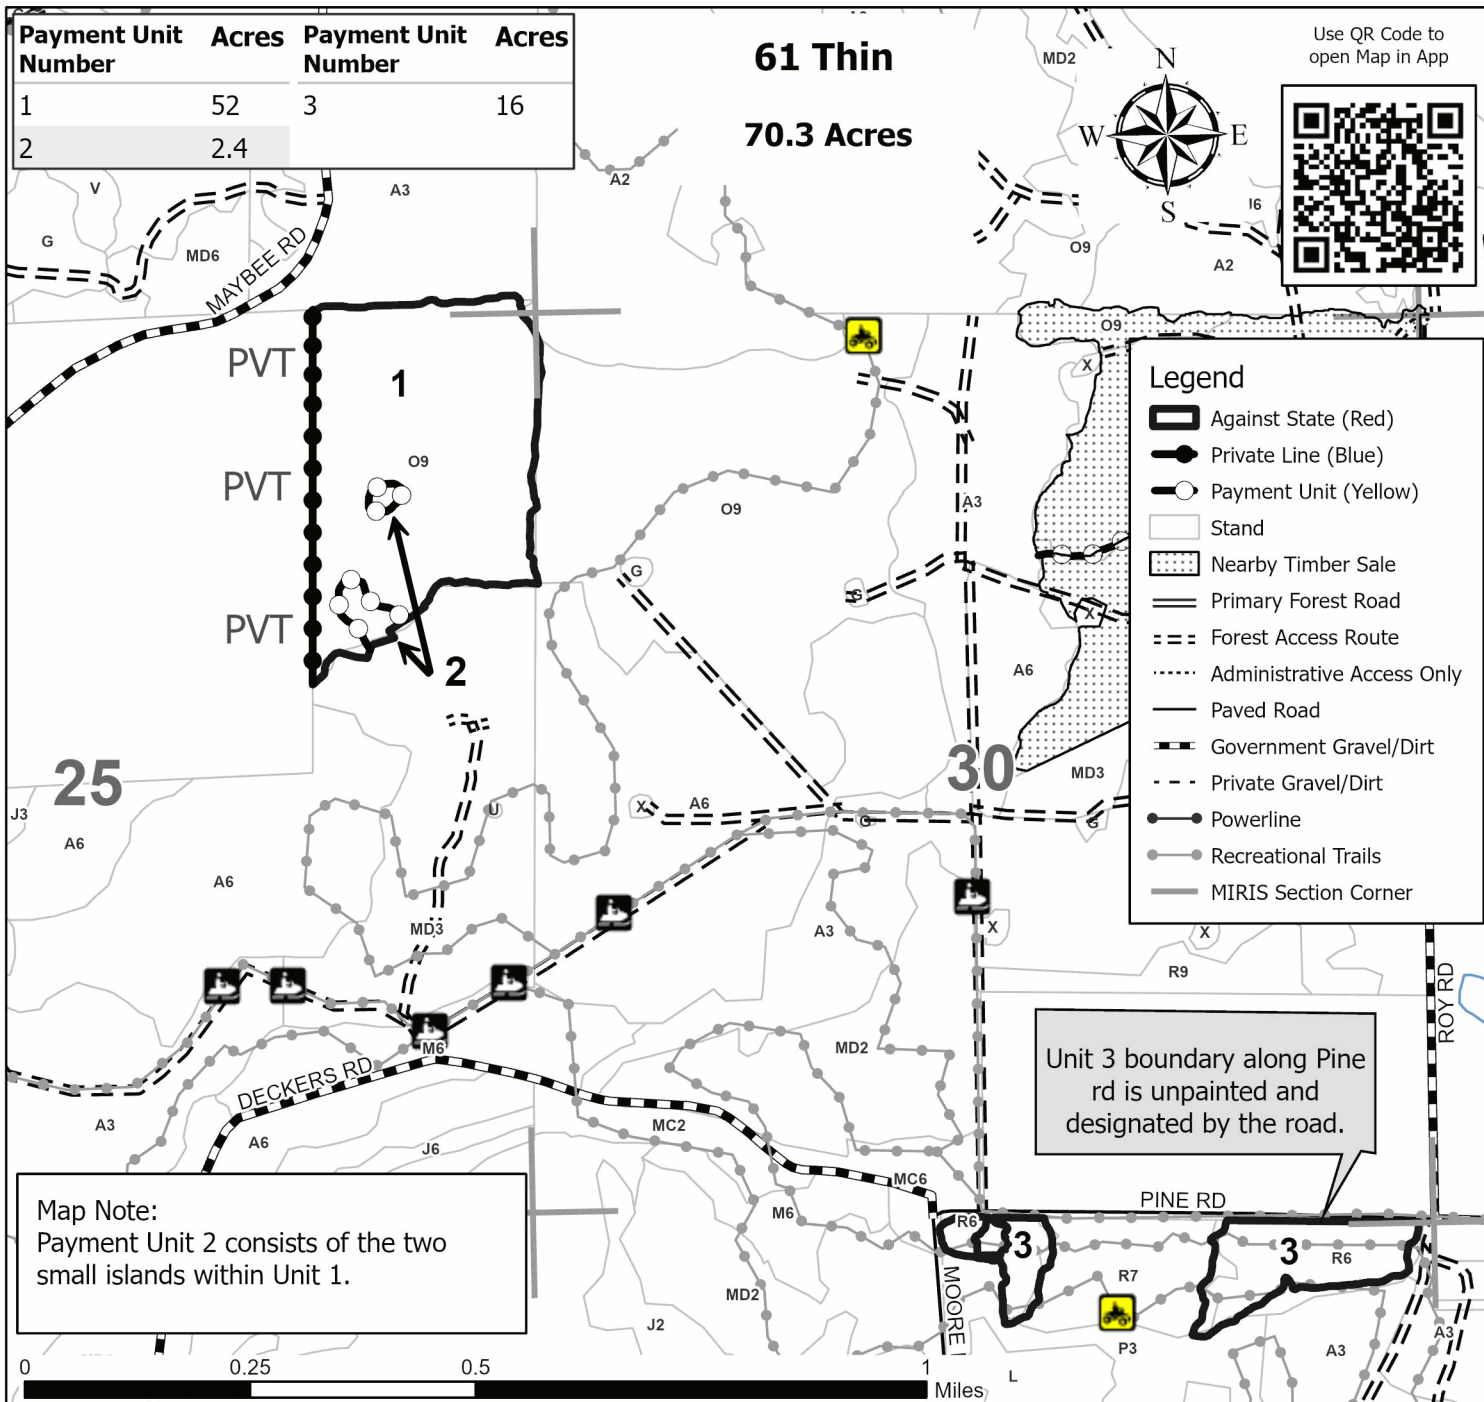 Payment Unit Number Acres Payment Unit Number Acres
1 52 3 16
2 2.4
61 Thin
70.3 Acres
N
W E
S
Use QR Code to
open Map in App
MD2
A2
V
A3
G
MD6
MAYBEE RD
I6
O9
A2
O9
X
PVT
1
PVT
O9
O9
A3
G
G
X
PVT
2
A6
25
30
MD3
J3
A6
U
X
A6
G
G
A6
MD3
A3
X
X
R9
ROY RD
M6
MD2
DECKERS RD
A3
A6
J6
MC2
MC6
M6
Unit 3 boundary along Pine
rd is unpainted and
designated by the road.
PINE RD
R6
3
3
R6
R7
MOORE
MD2
J2
P3
A3
A3
L
Legend
Against State (Red)
Private Line (Blue)
Payment Unit (Yellow)
Stand
Nearby Timber Sale
Primary Forest Road
Forest Access Route
Administrative Access Only
Paved Road
Government Gravel/Dirt
Private Gravel/Dirt
Powerline
Recreational Trails
MIRIS Section Corner
Map Note:
Payment Unit 2 consists of the two
small islands within Unit 1.
0 0.25 0.5 1
Miles